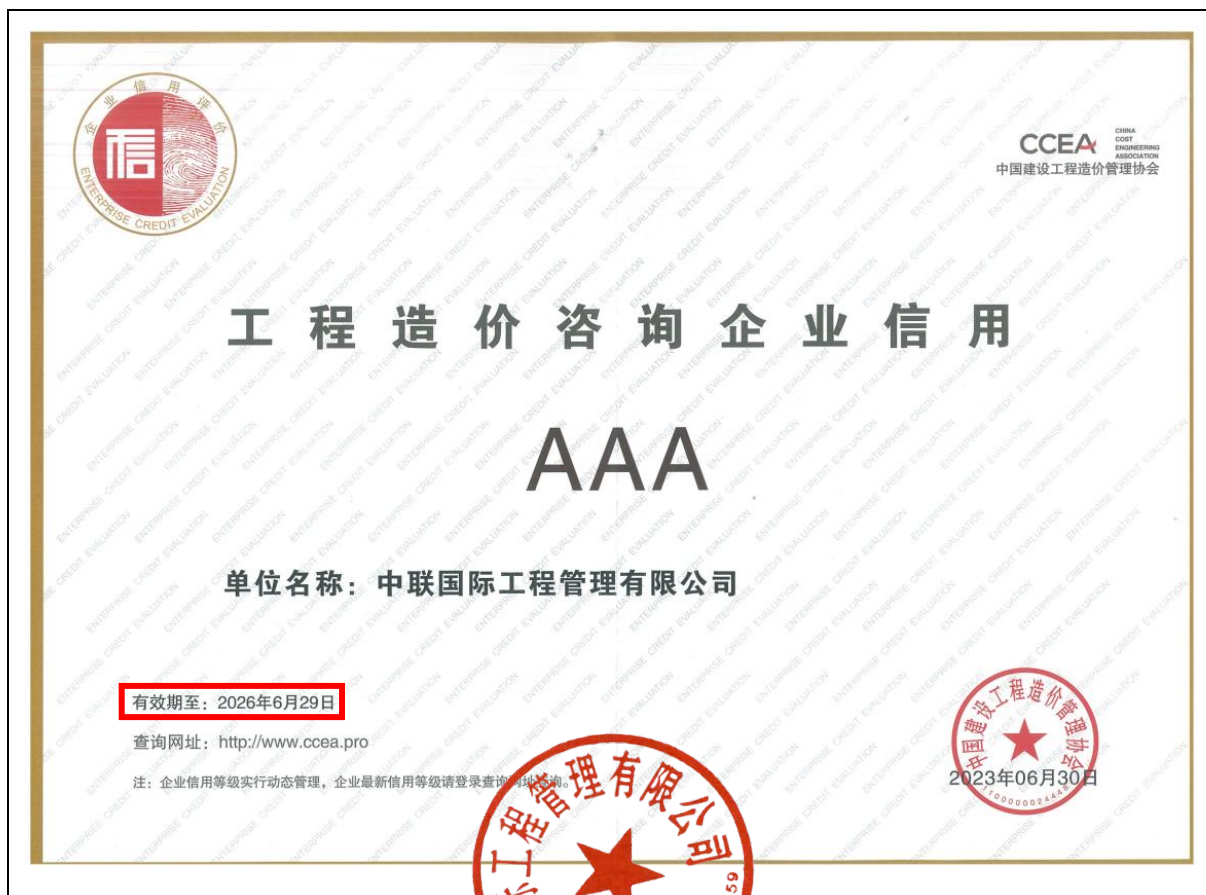 企业信用评价
ENTERPRISE CREDIT EVALUATION
信
CCEA
CHINA
COST
ENGINEERING
ASSOCIATION
中国建设工程造价管理协会
工程造价咨询企业信用
AAA
单位名称：中联国际工程管理有限公司
有效期至：2026年6月29日
查询网址：http://www.ccea.pro
注：企业信用等级实行动态管理，企业最新信用等级请登录查询网址查询。
中国建设工程造价管理协会
2023年06月30日
1100000024448
际工程管理有限公司
59